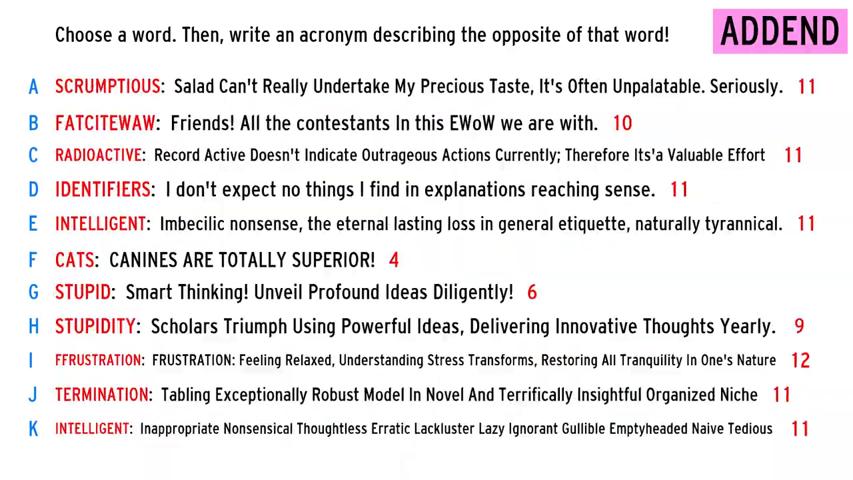 Choose a word. Then, write an acronym describing the opposite of that word!
ADDEND
A SCRUMPTIOUS: Salad Can't Really Undertake My Precious Taste, It's Often Unpalatable. Seriously. 11
B FATCITEWAW: Friends! All the contestants In this EWoW we are with. 10
C RADIOACTIVE: Record Active Doesn't Indicate Outrageous Actions Currently; Therefore Its'a Valuable Effort 11
D IDENTIFIERS: I don't expect no things I find in explanations reaching sense. 11
E INTELLIGENT: Imbecilic nonsense, the eternal lasting loss in general etiquette, naturally tyrannical. 11
F CATS: CANINES ARE TOTALLY SUPERIOR! 4
G STUPID: Smart Thinking! Unveil Profound Ideas Diligently! 6
H STUPIDITY: Scholars Triumph Using Powerful Ideas, Delivering Innovative Thoughts Yearly. 9
I FFRUSTRATION: FRUSTRATION: Feeling Relaxed, Understanding Stress Transforms, Restoring All Tranquility In One's Nature 12
J TERMINATION: Tabling Exceptionally Robust Model In Novel And Terrifically Insightful Organized Niche 11
K INTELLIGENT: Inappropriate Nonsensical Thoughtless Erratic Lackluster Lazy Ignorant Gullible Emptyheaded Naive Tedious 11